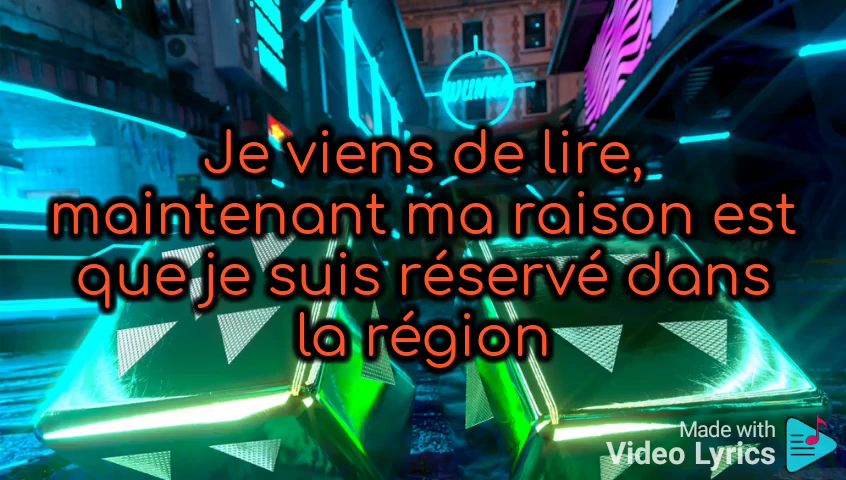 WUNNA
Je viens de lire,
maintenant ma raison est
que je suis réservé dans
la région
Made with
Video Lyrics